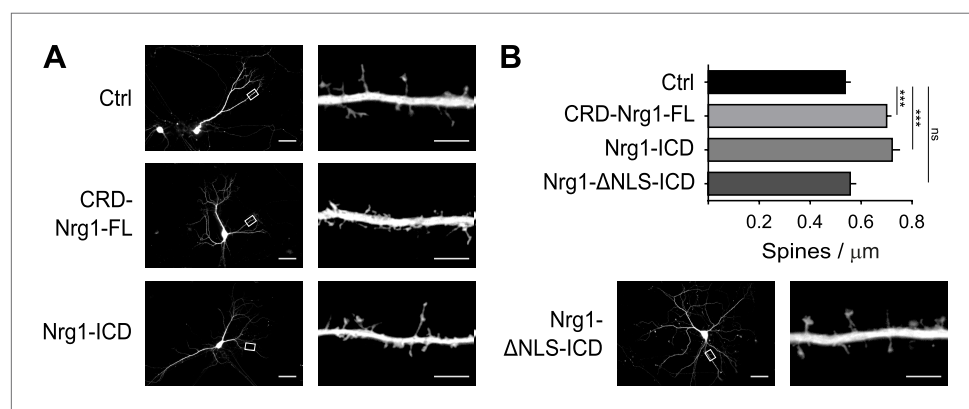 A
Ctrl
CRD-
Nrg1-FL
Nrg1-ICD
B
Ctrl
CRD-Nrg1-FL
Nrg1-ICD
Nrg1-ΔNLS-ICD
***
***
ns
0.2 0.4 0.6 0.8
Spines / μm
Nrg1-
ΔNLS-ICD